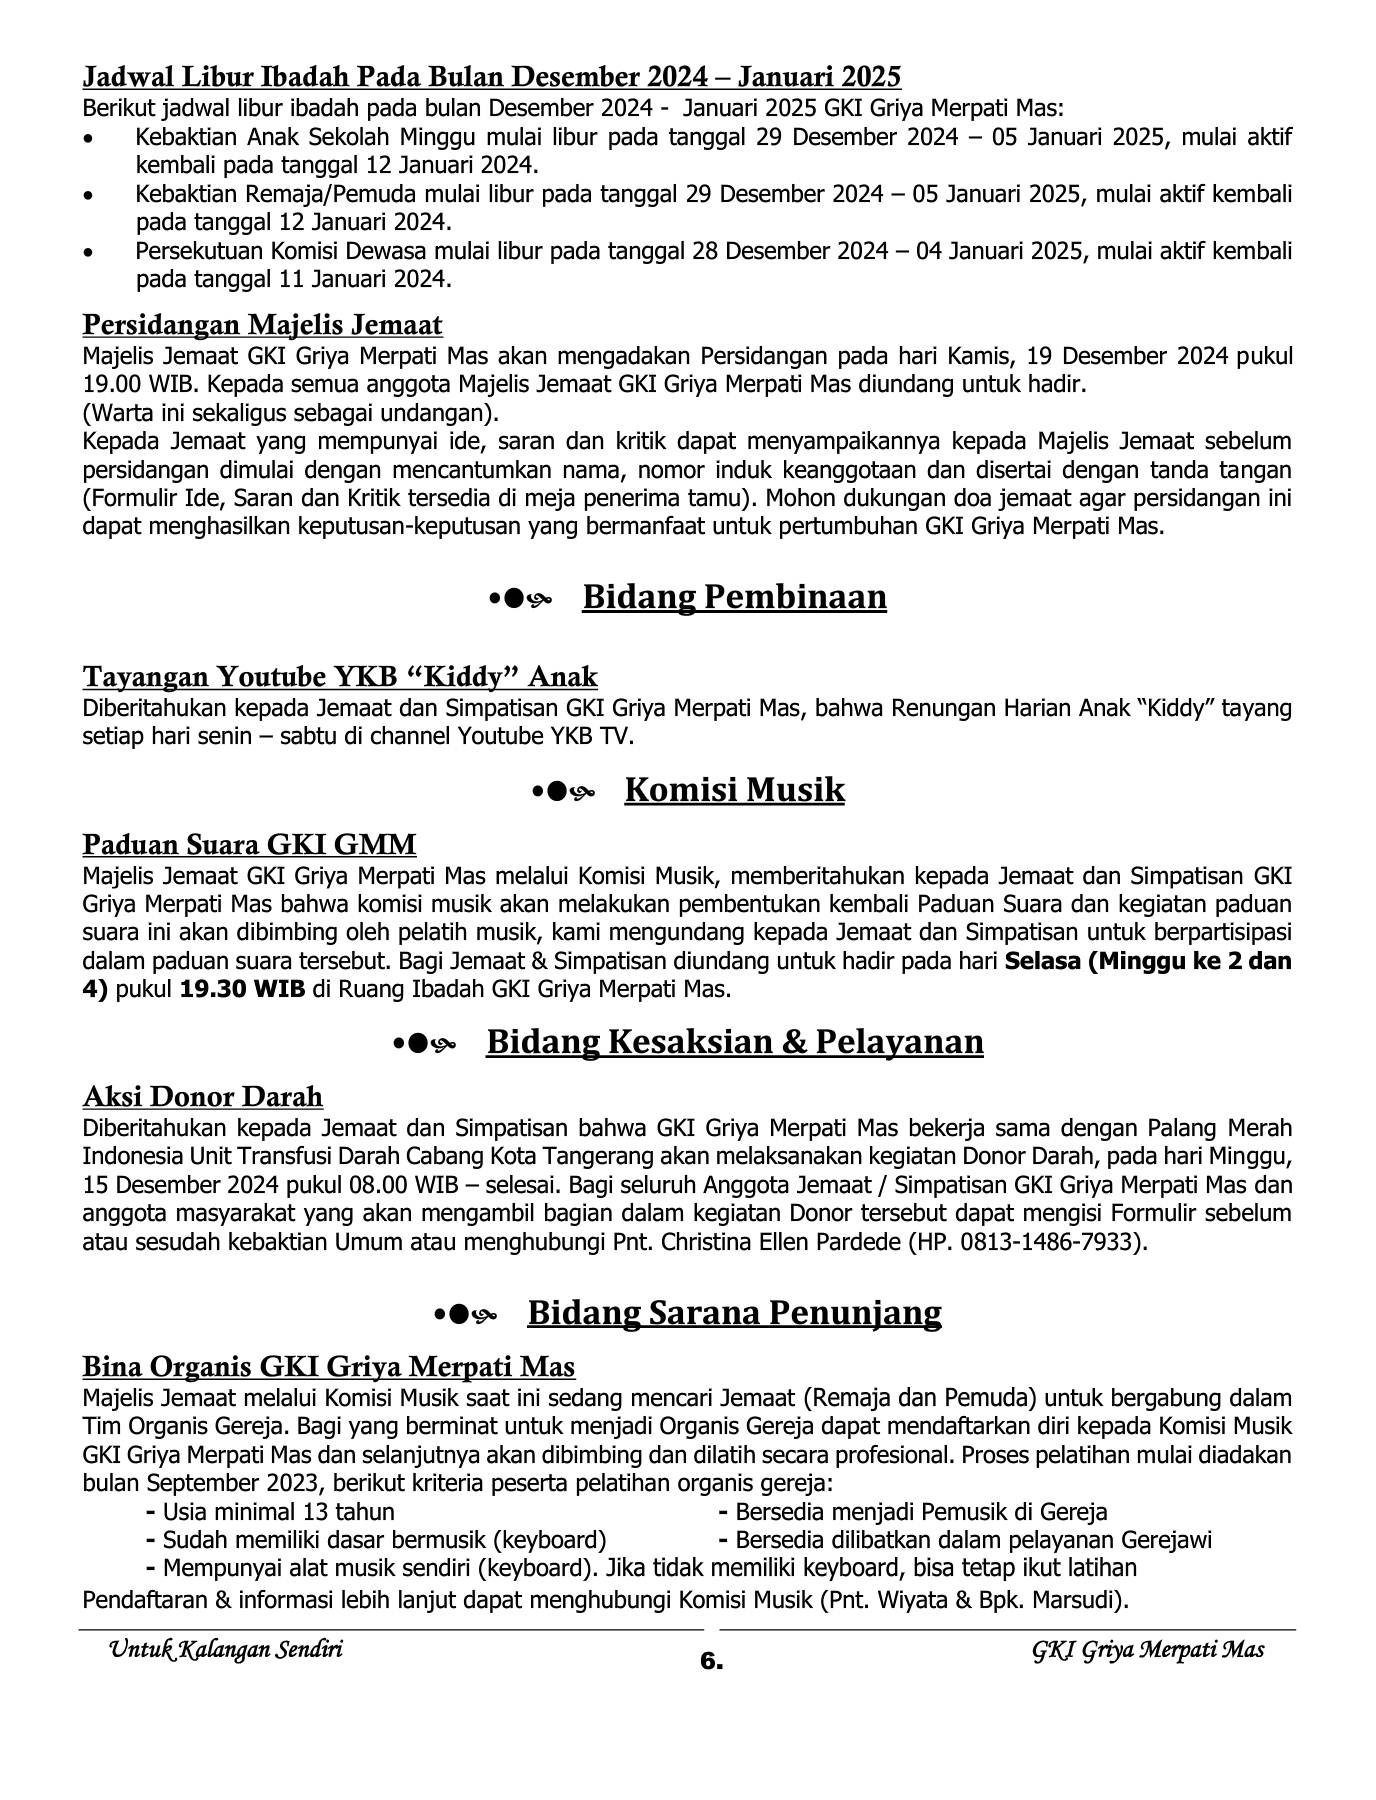 Jadwal Libur Ibadah Pada Bulan Desember 2024 – Januari 2025
Berikut jadwal libur ibadah pada bulan Desember 2024 -  Januari 2025 GKI Griya Merpati Mas:
• Kebaktian Anak Sekolah Minggu mulai libur pada tanggal 29 Desember 2024 – 05 Januari 2025, mulai aktif
kembali pada tanggal 12 Januari 2024.
• Kebaktian Remaja/Pemuda mulai libur pada tanggal 29 Desember 2024 – 05 Januari 2025, mulai aktif kembali
pada tanggal 12 Januari 2024.
• Persekutuan Komisi Dewasa mulai libur pada tanggal 28 Desember 2024 – 04 Januari 2025, mulai aktif kembali
pada tanggal 11 Januari 2024.
Persidangan Majelis Jemaat
Majelis Jemaat GKI Griya Merpati Mas akan mengadakan Persidangan pada hari Kamis, 19 Desember 2024 pukul
19.00 WIB. Kepada semua anggota Majelis Jemaat GKI Griya Merpati Mas diundang untuk hadir.
(Warta ini sekaligus sebagai undangan).
Kepada Jemaat yang mempunyai ide, saran dan kritik dapat menyampaikannya kepada Majelis Jemaat sebelum
persidangan dimulai dengan mencantumkan nama, nomor induk keanggotaan dan disertai dengan tanda tangan
(Formulir Ide, Saran dan Kritik tersedia di meja penerima tamu). Mohon dukungan doa jemaat agar persidangan ini
dapat menghasilkan keputusan-keputusan yang bermanfaat untuk pertumbuhan GKI Griya Merpati Mas.
Bidang Pembinaan
Tayangan Youtube YKB “Kiddy” Anak
Diberitahukan kepada Jemaat dan Simpatisan GKI Griya Merpati Mas, bahwa Renungan Harian Anak “Kiddy” tayang
setiap hari senin – sabtu di channel Youtube YKB TV.
Komisi Musik
Paduan Suara GKI GMM
Majelis Jemaat GKI Griya Merpati Mas melalui Komisi Musik, memberitahukan kepada Jemaat dan Simpatisan GKI
Griya Merpati Mas bahwa komisi musik akan melakukan pembentukan kembali Paduan Suara dan kegiatan paduan
suara ini akan dibimbing oleh pelatih musik, kami mengundang kepada Jemaat dan Simpatisan untuk berpartisipasi
dalam paduan suara tersebut. Bagi Jemaat & Simpatisan diundang untuk hadir pada hari Selasa (Minggu ke 2 dan
4) pukul 19.30 WIB di Ruang Ibadah GKI Griya Merpati Mas.
Bidang Kesaksian & Pelayanan
Aksi Donor Darah
Diberitahukan kepada Jemaat dan Simpatisan bahwa GKI Griya Merpati Mas bekerja sama dengan Palang Merah
Indonesia Unit Transfusi Darah Cabang Kota Tangerang akan melaksanakan kegiatan Donor Darah, pada hari Minggu,
15 Desember 2024 pukul 08.00 WIB – selesai. Bagi seluruh Anggota Jemaat / Simpatisan GKI Griya Merpati Mas dan
anggota masyarakat yang akan mengambil bagian dalam kegiatan Donor tersebut dapat mengisi Formulir sebelum
atau sesudah kebaktian Umum atau menghubungi Pnt. Christina Ellen Pardede (HP. 0813-1486-7933).
Bidang Sarana Penunjang
Bina Organis GKI Griya Merpati Mas
Majelis Jemaat melalui Komisi Musik saat ini sedang mencari Jemaat (Remaja dan Pemuda) untuk bergabung dalam
Tim Organis Gereja. Bagi yang berminat untuk menjadi Organis Gereja dapat mendaftarkan diri kepada Komisi Musik
GKI Griya Merpati Mas dan selanjutnya akan dibimbing dan dilatih secara profesional. Proses pelatihan mulai diadakan
bulan September 2023, berikut kriteria peserta pelatihan organis gereja:
- Usia minimal 13 tahun - Bersedia menjadi Pemusik di Gereja
- Sudah memiliki dasar bermusik (keyboard) - Bersedia dilibatkan dalam pelayanan Gerejawi
- Mempunyai alat musik sendiri (keyboard). Jika tidak memiliki keyboard, bisa tetap ikut latihan
Pendaftaran & informasi lebih lanjut dapat menghubungi Komisi Musik (Pnt. Wiyata & Bpk. Marsudi).
Untuk Kalangan Sendiri GKI Griya Merpati Mas
6.